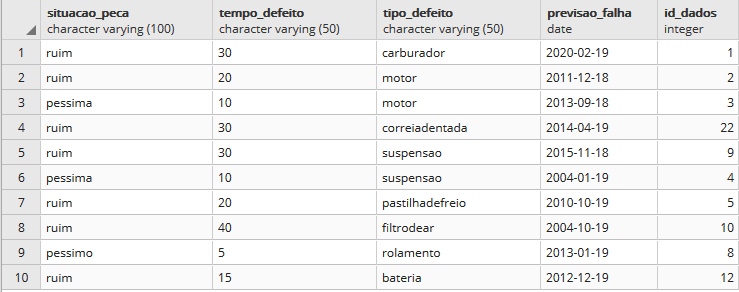 situacao_peca tempo_defeito tipo_defeito previsao_falha id_dados
character varying (100) character varying (50) character varying (50) date integer
1 ruim 30 carburador 2020-02-19 1
2 ruim 20 motor 2011-12-18 2
3 pessima 10 motor 2013-09-18 3
4 ruim 30 correiadentada 2014-04-19 22
5 ruim 30 suspensao 2015-11-18 9
6 pessima 10 suspensao 2004-01-19 4
7 ruim 20 pastilhadefreio 2010-10-19 5
8 ruim 40 filtrodear 2004-10-19 10
9 pessimo 5 rolamento 2013-01-19 8
10 ruim 15 bateria 2012-12-19 12